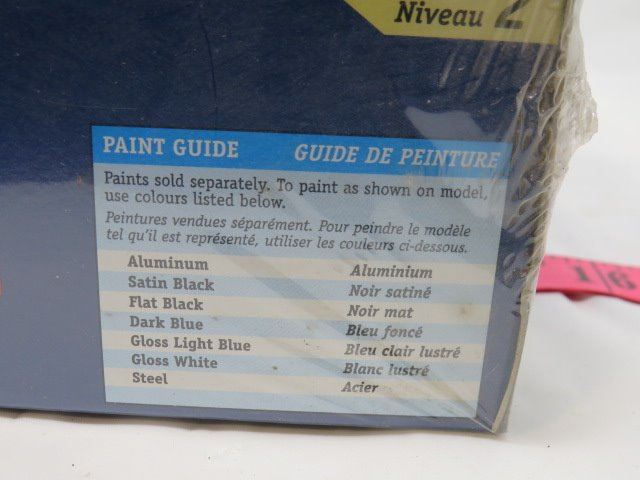 Niveau 2
PAINT GUIDE GUIDE DE PEINTURE
Paints sold separately. To paint as shown on model,
use colours listed below.
Peintures vendues séparément. Pour peindre le modèle
tel qu'il est représenté, utiliser les couleurs ci-dessous.
Aluminum Aluminium
Satin Black Noir satiné
Flat Black Noir mat
Dark Blue Bleu foncé
Gloss Light Blue Bleu clair lustré
Gloss White Blanc lustré
Steel Acier
1 6